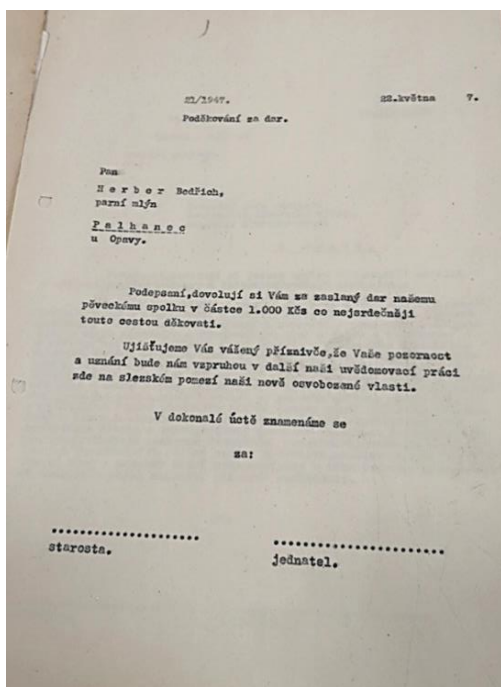 21/1947. 22.května 7.
Poděkování za dar.
Pan
H e r b e r Bedřich,
parní mlýn
P a l h a n e c
u Opavy.
Podepsaní,dovolují si Vám za zaslaný dar našemu
pěveckému spolku v částce 1.000 Kčs co nejsrdečněji
touto cestou děkovati.
Ujišťujeme Vás vážený příznivče,že Vaše pozornost
a uznání bude nám vzpruhou v další naší uvědomovací práci
zde na slezském pomezí naší nově osvobozené vlasti.
V dokonalé úctě znamenáme se
za:
starosta. jednatel.